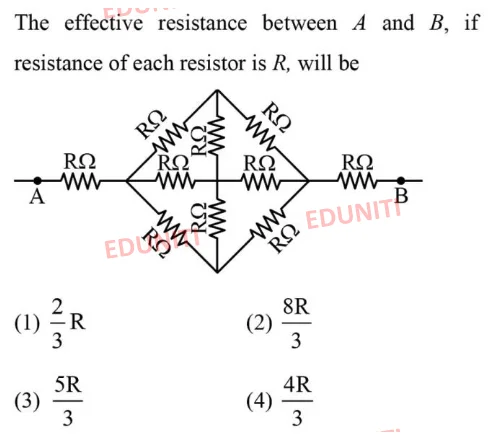 The effective resistance between A and B, if
resistance of each resistor is R, will be
RΩ
RΩ
RΩ
RΩ
RΩ
RΩ
RΩ
A
B
RΩ
RΩ
RΩ
EDUNITI
EDUNITI
(1) 2/3 R
(2) 8R/3
(3) 5R/3
(4) 4R/3